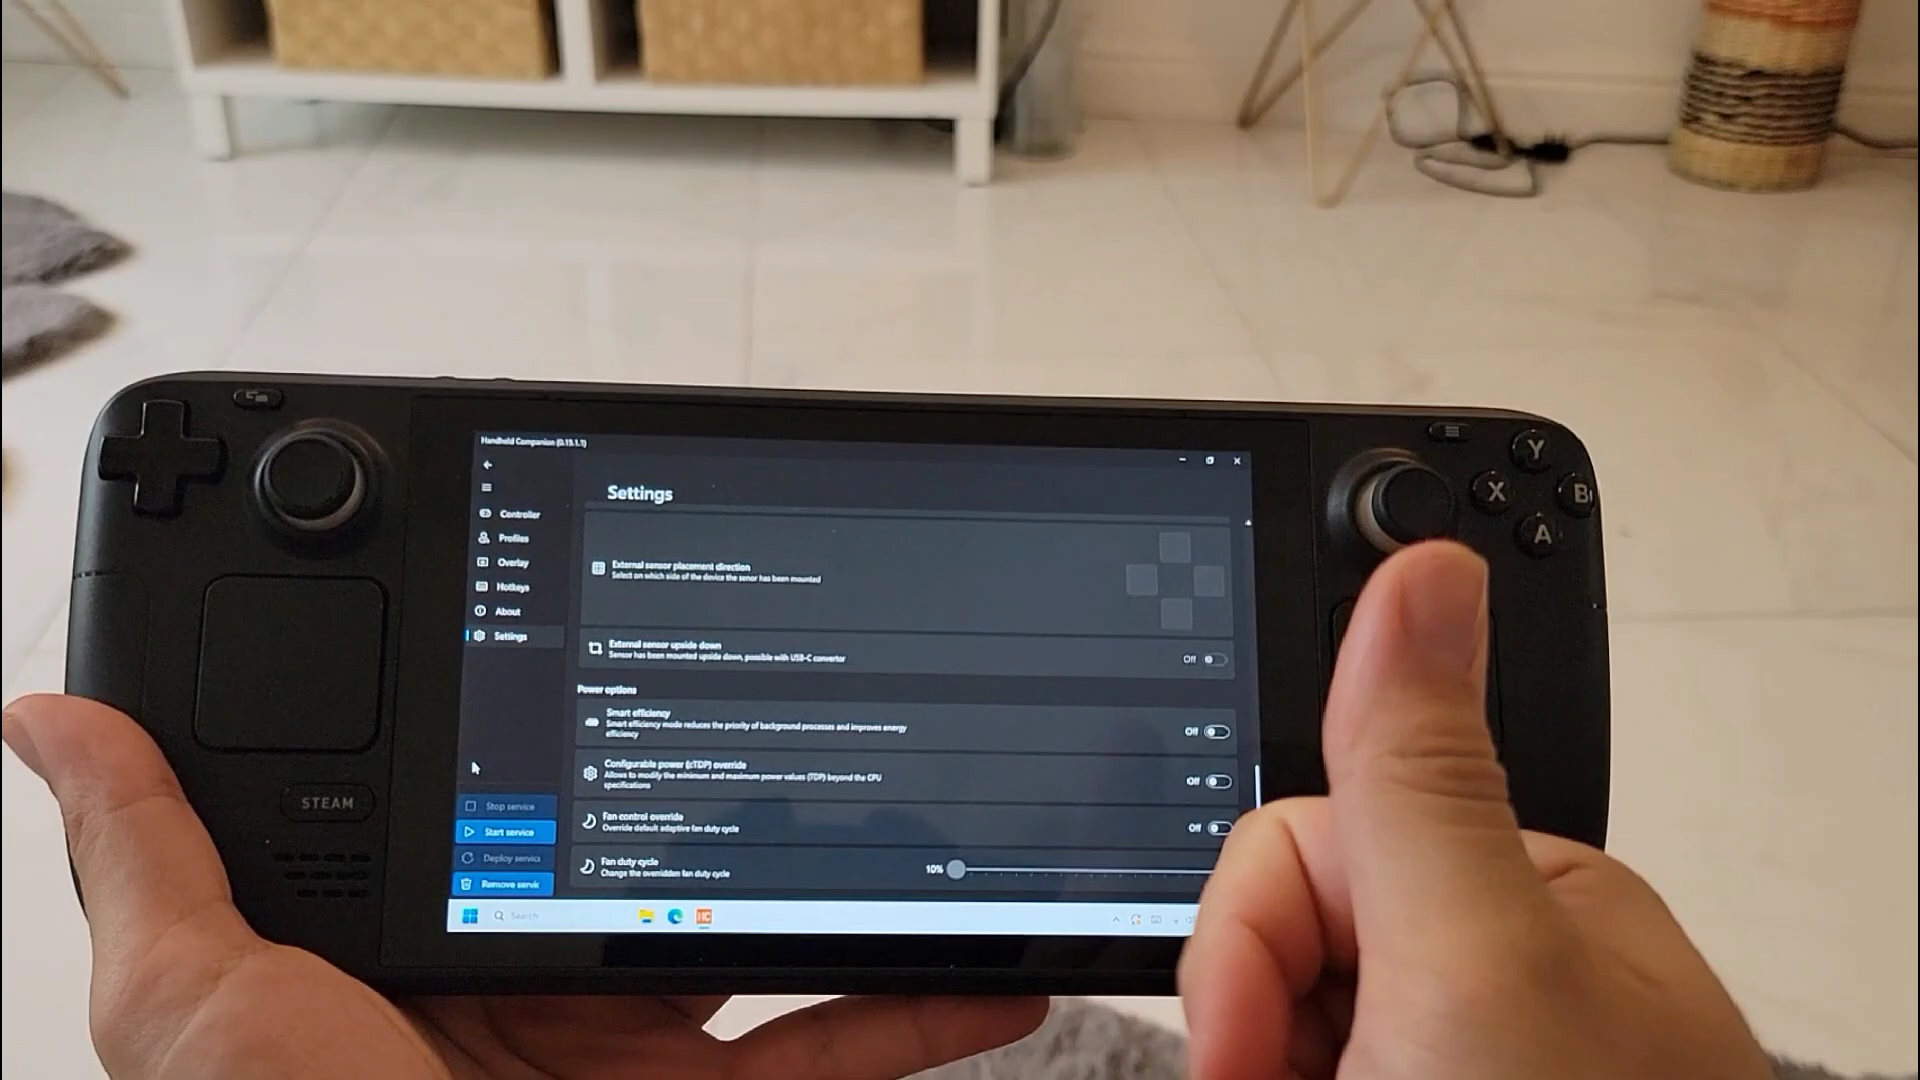 Handheld Companion (0.15.1.1)
Settings
Controller
Profiles
Overlay
Hotkeys
About
Settings
External sensor placement direction
Select on which side of the device the senor has been mounted
External sensor upside down
Sensor has been mounted upside down, possible with USB-C convertor
Off
Power options
Smart efficiency
Smart efficiency mode reduces the priority of background processes and improves energy
efficiency
Off
Configurable power (cTDP) override
Allows to modify the minimum and maximum power values (TDP) beyond the CPU
specifications
Off
Fan control override
Override default adaptive fan duty cycle
Off
Fan duty cycle
Change the overridden fan duty cycle
10%
Stop service
Start service
Deploy servic
Remove servic
Search
HC
STEAM
Y
X
B
A